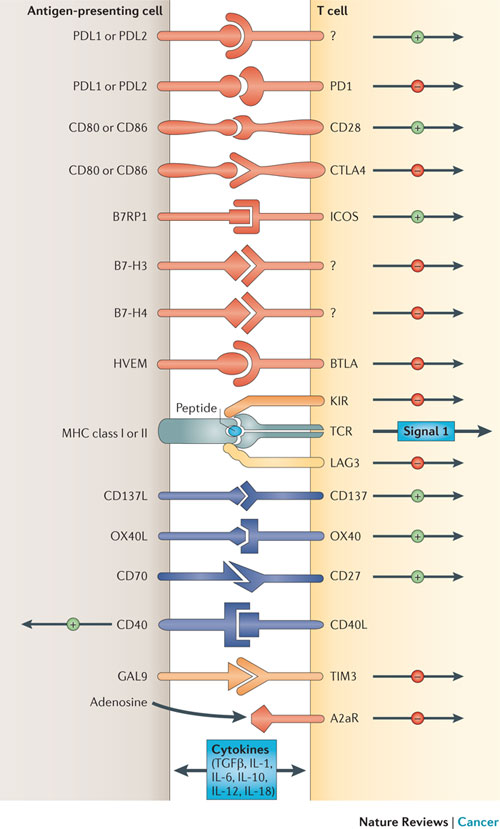 Antigen-presenting cell T cell
PDL1 or PDL2 ? +
PDL1 or PDL2 PD1 –
CD80 or CD86 CD28 +
CD80 or CD86 CTLA4 –
B7RP1 ICOS +
B7-H3 ? –
B7-H4 ? –
HVEM BTLA –
KIR –
Peptide
MHC class I or II TCR Signal 1
LAG3 –
CD137L CD137 +
OX40L OX40 +
CD70 CD27 +
+ CD40 CD40L
GAL9 TIM3 –
Adenosine
A2aR –
Cytokines
(TGFβ, IL-1,
IL-6, IL-10,
IL-12, IL-18)
Nature Reviews | Cancer